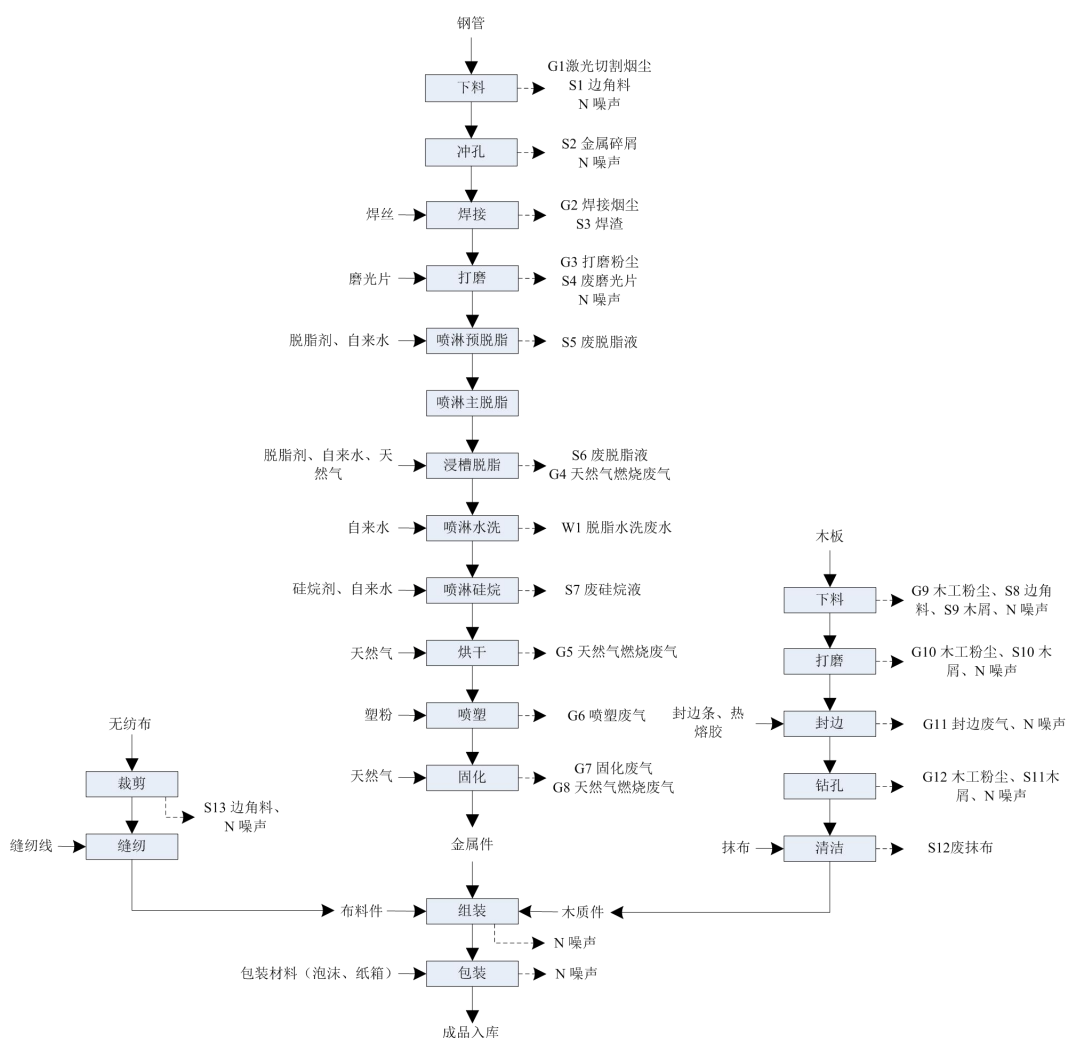 钢管
G1激光切割烟尘
S1 边角料
N 噪声
下料
S2 金属碎屑
N 噪声
冲孔
焊丝
焊接
G2 焊接烟尘
S3 焊渣
磨光片
打磨
G3 打磨粉尘
S4 废磨光片
N 噪声
脱脂剂、自来水
喷淋预脱脂
S5 废脱脂液
喷淋主脱脂
脱脂剂、自来水、天
然气
浸槽脱脂
S6 废脱脂液
G4 天然气燃烧废气
自来水
喷淋水洗
W1 脱脂水洗废水
硅烷剂、自来水
喷淋硅烷
S7 废硅烷液
天然气
烘干
G5 天然气燃烧废气
塑粉
喷塑
G6 喷塑废气
天然气
固化
G7 固化废气
G8 天然气燃烧废气
金属件
木板
下料
G9 木工粉尘、S8 边角
料、S9 木屑、N 噪声
打磨
G10 木工粉尘、S10 木
屑、N 噪声
封边条、热
熔胶
封边
G11 封边废气、N 噪声
钻孔
G12 木工粉尘、S11木
屑、N 噪声
抹布
清洁
S12废抹布
无纺布
裁剪
S13 边角料、
N 噪声
缝纫线
缝纫
布料件
组装
木质件
N 噪声
包装材料（泡沫、纸箱）
包装
N 噪声
成品入库